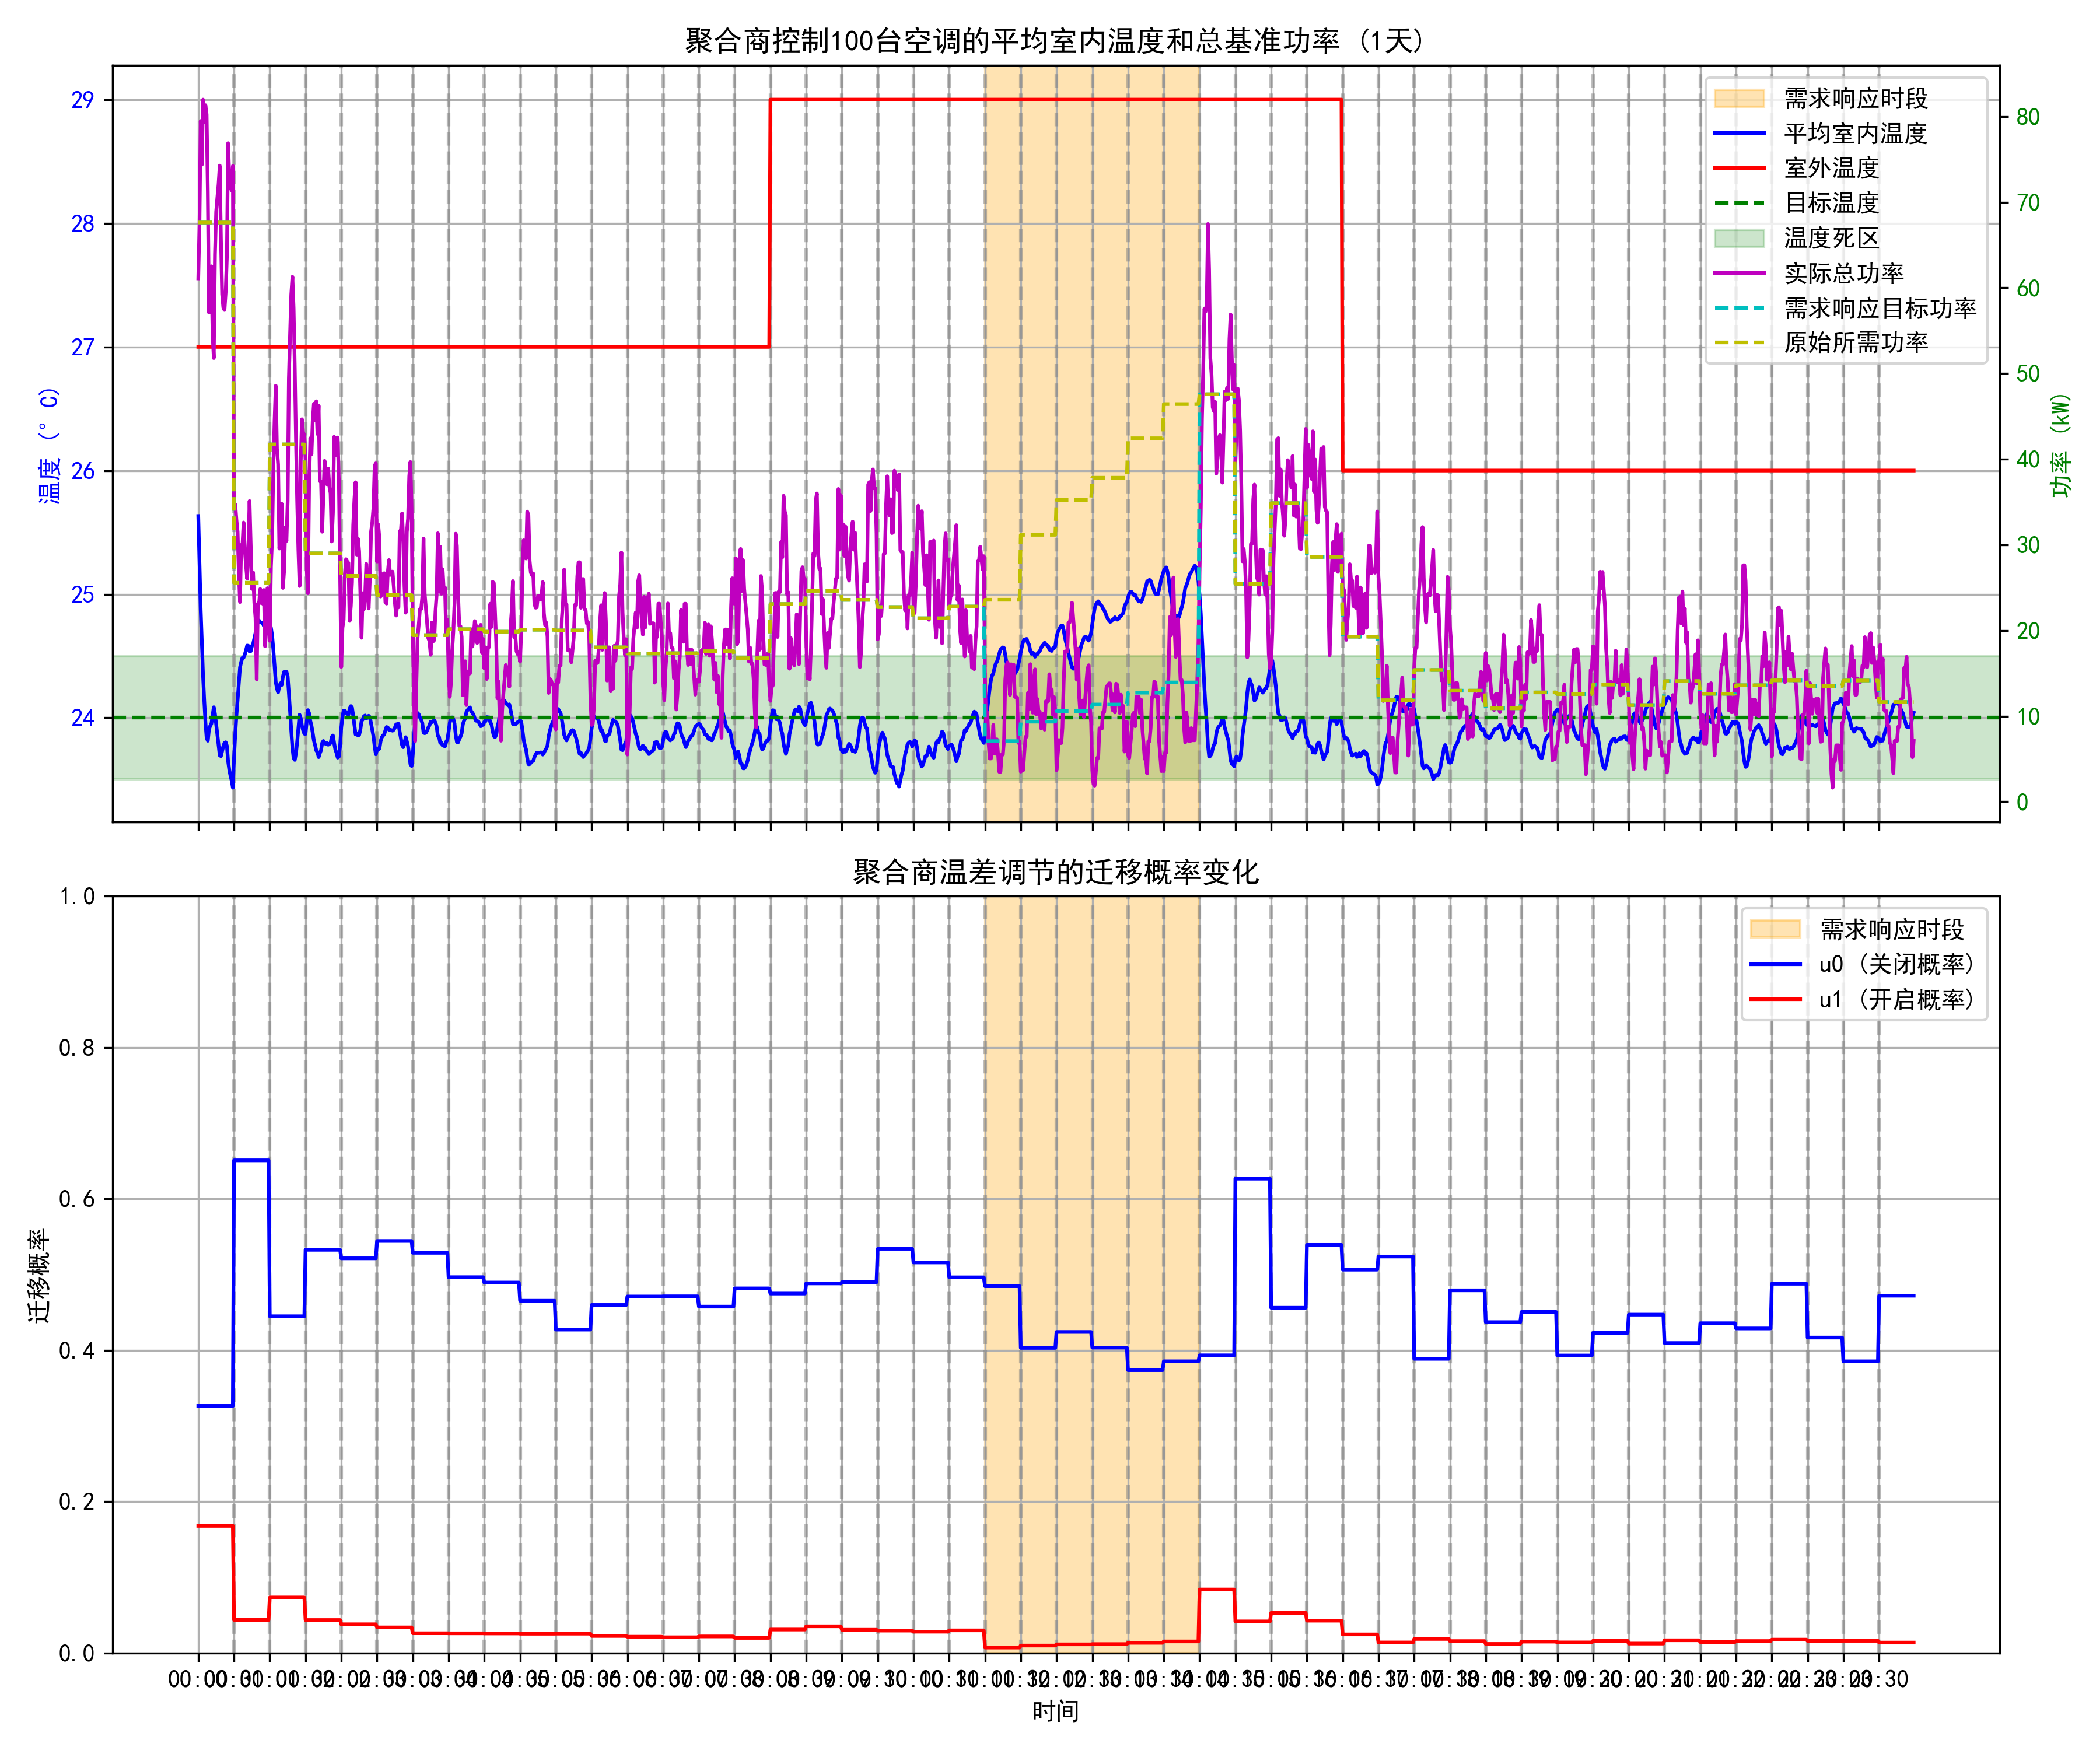 聚合商控制100台空调的平均室内温度和总基准功率 (1天)
29
28
27
26
25
24
温度 (°C)
80
70
60
50
40
30
20
10
0
功率 (kW)
需求响应时段
平均室内温度
室外温度
目标温度
温度死区
实际总功率
需求响应目标功率
原始所需功率
聚合商温差调节的迁移概率变化
1.0
0.8
0.6
0.4
0.2
0.0
迁移概率
需求响应时段
u0 (关闭概率)
u1 (开启概率)
时间